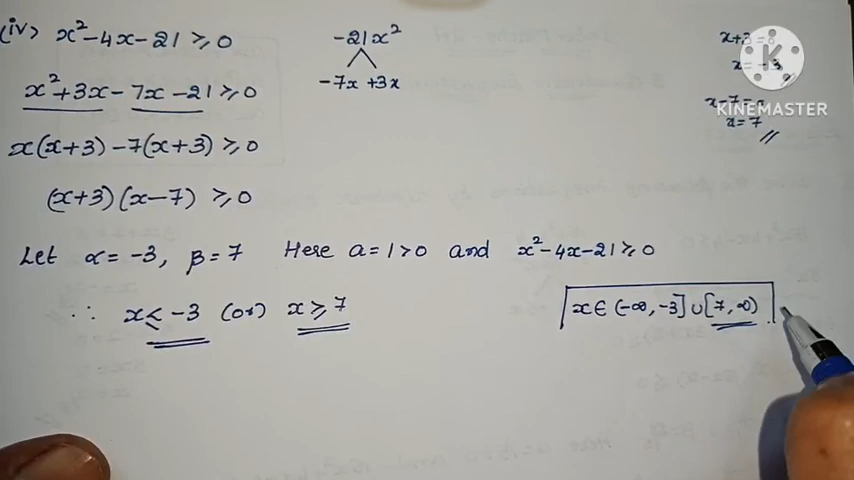 (iv) x²-4x-21 ≥ 0
x²+3x-7x-21 ≥ 0
x(x+3)-7(x+3) ≥ 0
(x+3)(x-7) ≥ 0
-21x²
-7x +3x
x+3=0
x=-3
x-7=0
x=7
KINEMASTER
Let α=-3, β=7 Here a=1>0 and x²-4x-21 ≥ 0
∴ x ≤ -3 (or) x ≥ 7
x ∈ (-∞, -3] ∪ [7, ∞)